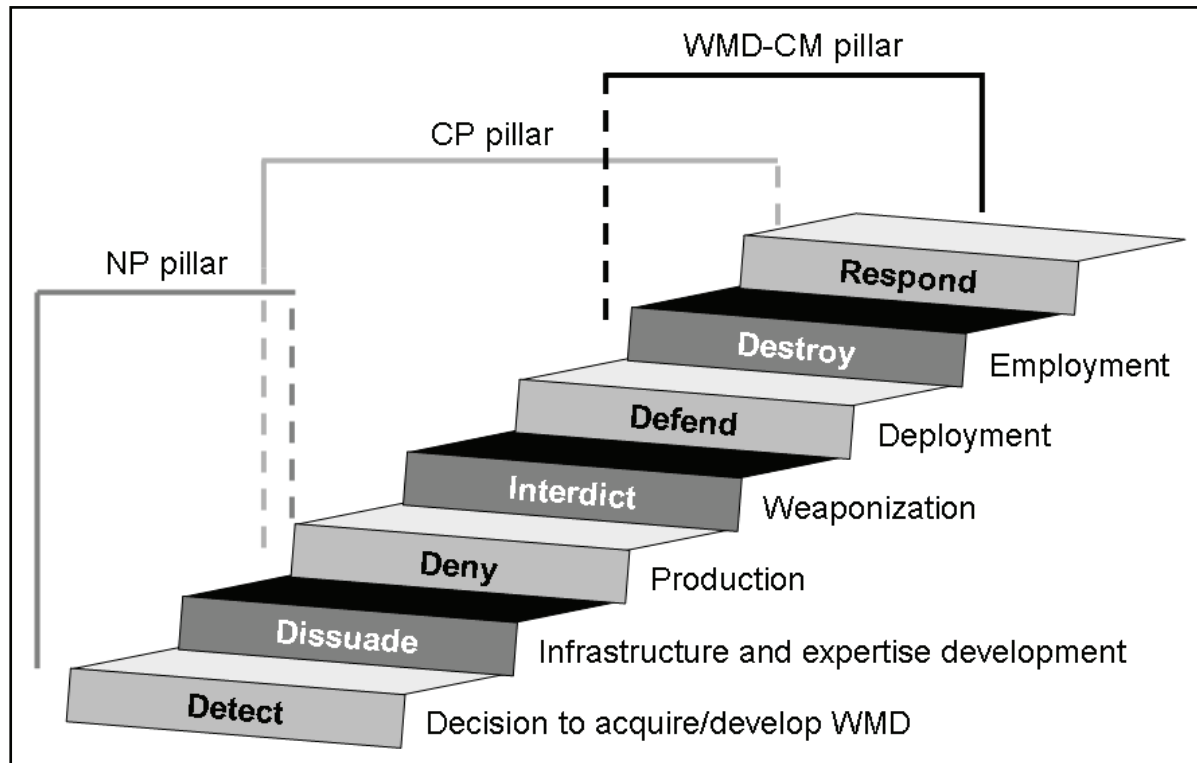 WMD-CM pillar
CP pillar
NP pillar
Respond
Destroy
Employment
Defend
Deployment
Interdict
Weaponization
Deny
Production
Dissuade
Infrastructure and expertise development
Detect
Decision to acquire/develop WMD